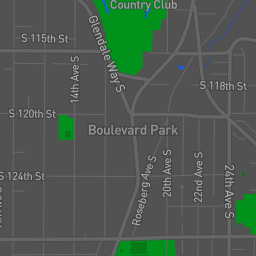 Country Club
Glendale Way S
S 115th St
14th Ave S
S 118th St
S 120th St
Boulevard Park
S 124th St
Roseberg Ave S
20th Ave S
22nd Ave S
24th Ave S